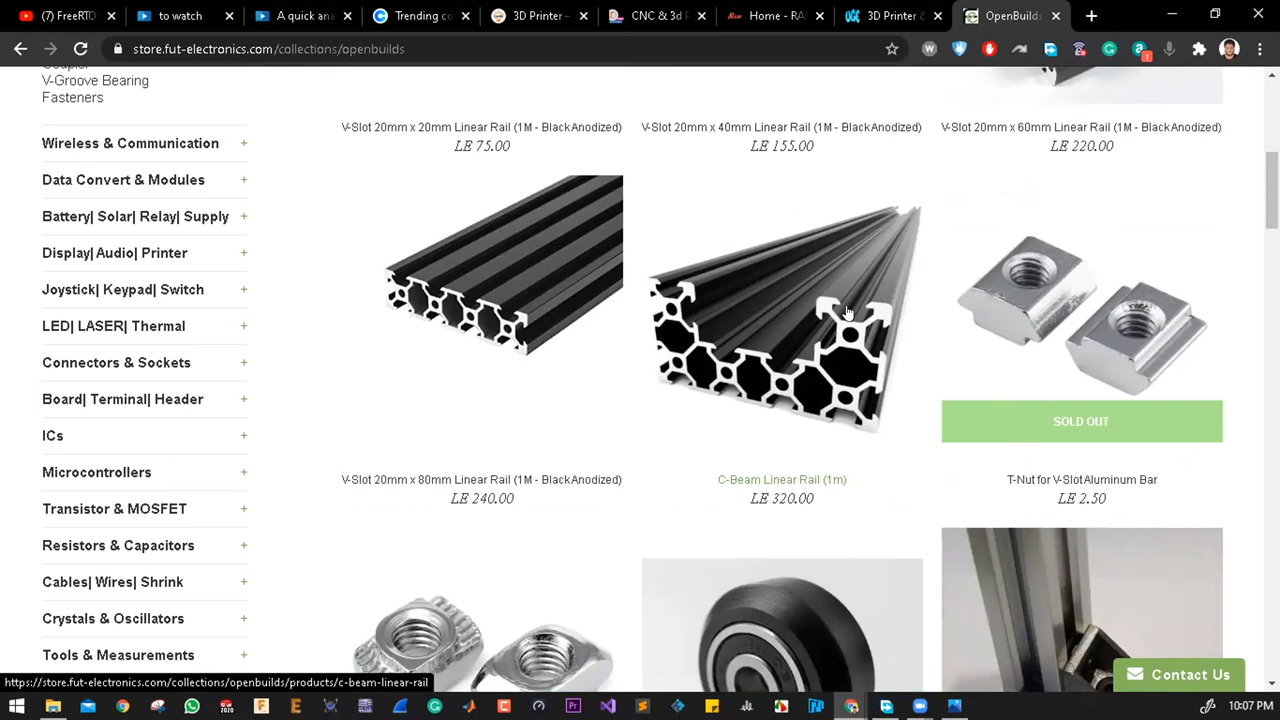 (7) FreeRTO
to watch
A quick ana
Trending co
3D Printer –
CNC & 3d P
Home - RA
3D Printer &
OpenBuilds
store.fut-electronics.com/collections/openbuilds
V-Groove Bearing
Fasteners
Wireless & Communication +
Data Convert & Modules +
Battery| Solar| Relay| Supply +
Display| Audio| Printer +
Joystick| Keypad| Switch +
LED| LASER| Thermal +
Connectors & Sockets +
Board| Terminal| Header +
ICs +
Microcontrollers +
Transistor & MOSFET +
Resistors & Capacitors +
Cables| Wires| Shrink +
Crystals & Oscillators +
Tools & Measurements +
V-Slot 20mm x 20mm Linear Rail (1M - Black Anodized)
LE 75.00
V-Slot 20mm x 40mm Linear Rail (1M - Black Anodized)
LE 155.00
V-Slot 20mm x 60mm Linear Rail (1M - Black Anodized)
LE 220.00
V-Slot 20mm x 80mm Linear Rail (1M - Black Anodized)
LE 240.00
C-Beam Linear Rail (1m)
LE 320.00
SOLD OUT
T-Nut for V-Slot Aluminum Bar
LE 2.50
Contact Us
https://store.fut-electronics.com/collections/openbuilds/products/c-beam-linear-rail
10:07 PM